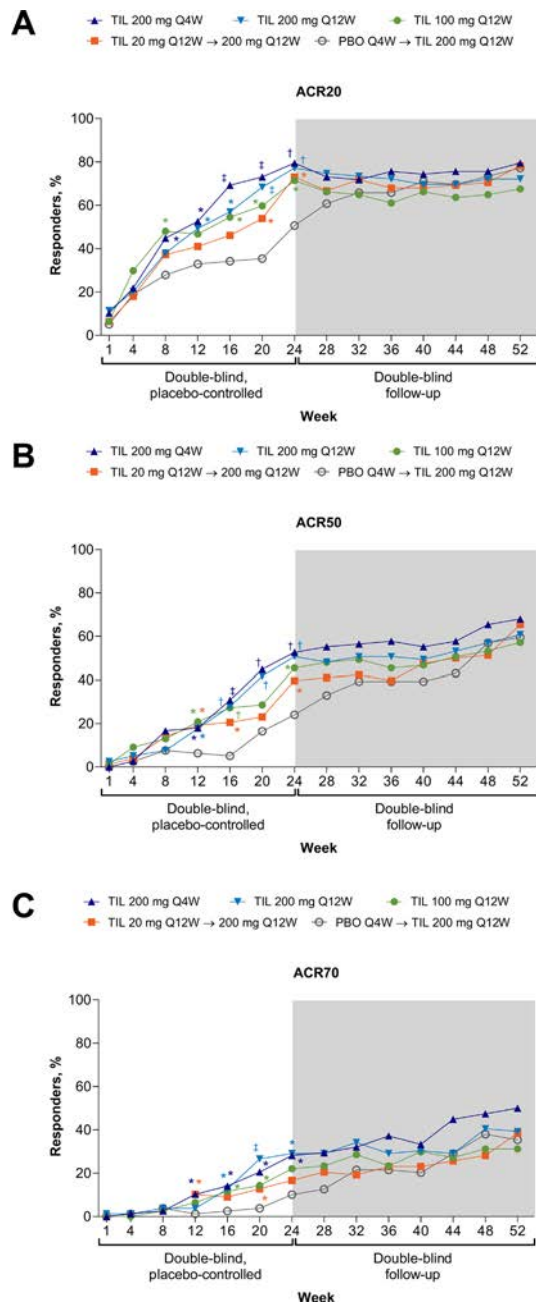 A
TIL 200 mg Q4W TIL 200 mg Q12W TIL 100 mg Q12W
TIL 20 mg Q12W → 200 mg Q12W PBO Q4W → TIL 200 mg Q12W
ACR20
Responders, %
100
80
60
40
20
0
‡ ‡ † †
* * * * * * * ‡ * * * *
1 4 8 12 16 20 24 28 32 36 40 44 48 52
Double-blind, placebo-controlled
Double-blind follow-up
Week
B
TIL 200 mg Q4W TIL 200 mg Q12W TIL 100 mg Q12W
TIL 20 mg Q12W → 200 mg Q12W PBO Q4W → TIL 200 mg Q12W
ACR50
Responders, %
100
80
60
40
20
0
† † †
† ‡ † *
* * * * † * *
1 4 8 12 16 20 24 28 32 36 40 44 48 52
Double-blind, placebo-controlled
Double-blind follow-up
Week
C
TIL 200 mg Q4W TIL 200 mg Q12W TIL 100 mg Q12W
TIL 20 mg Q12W → 200 mg Q12W PBO Q4W → TIL 200 mg Q12W
ACR70
Responders, %
100
80
60
40
20
0
‡ *
* * * * * * * * *
1 4 8 12 16 20 24 28 32 36 40 44 48 52
Double-blind, placebo-controlled
Double-blind follow-up
Week